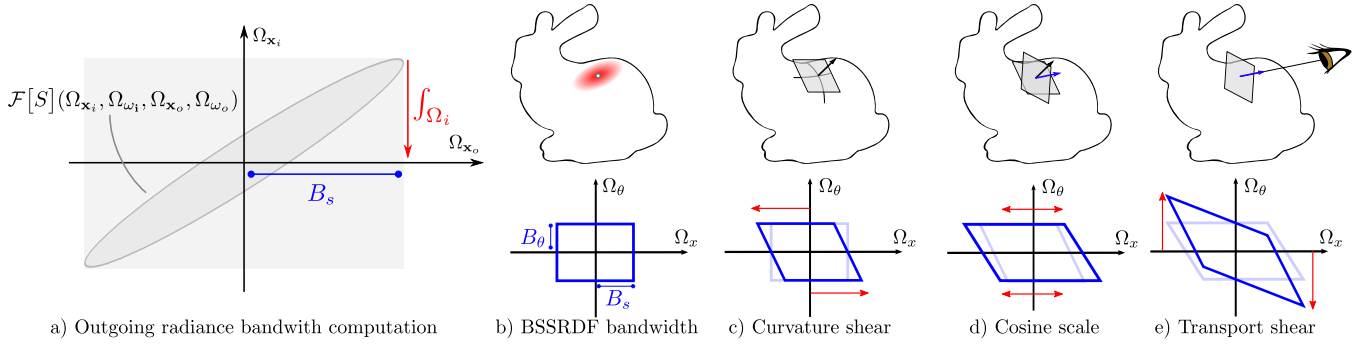 Ω_{x_i}
F[S](Ω_{x_i}, Ω_{ω_i}, Ω_{x_o}, Ω_{ω_o})
∫_{Ω_i}
Ω_{x_o}
B_s
a) Outgoing radiance bandwith computation
Ω_θ
B_θ
Ω_x
B_s
b) BSSRDF bandwidth
Ω_θ
Ω_x
c) Curvature shear
Ω_θ
Ω_x
d) Cosine scale
Ω_θ
Ω_x
e) Transport shear